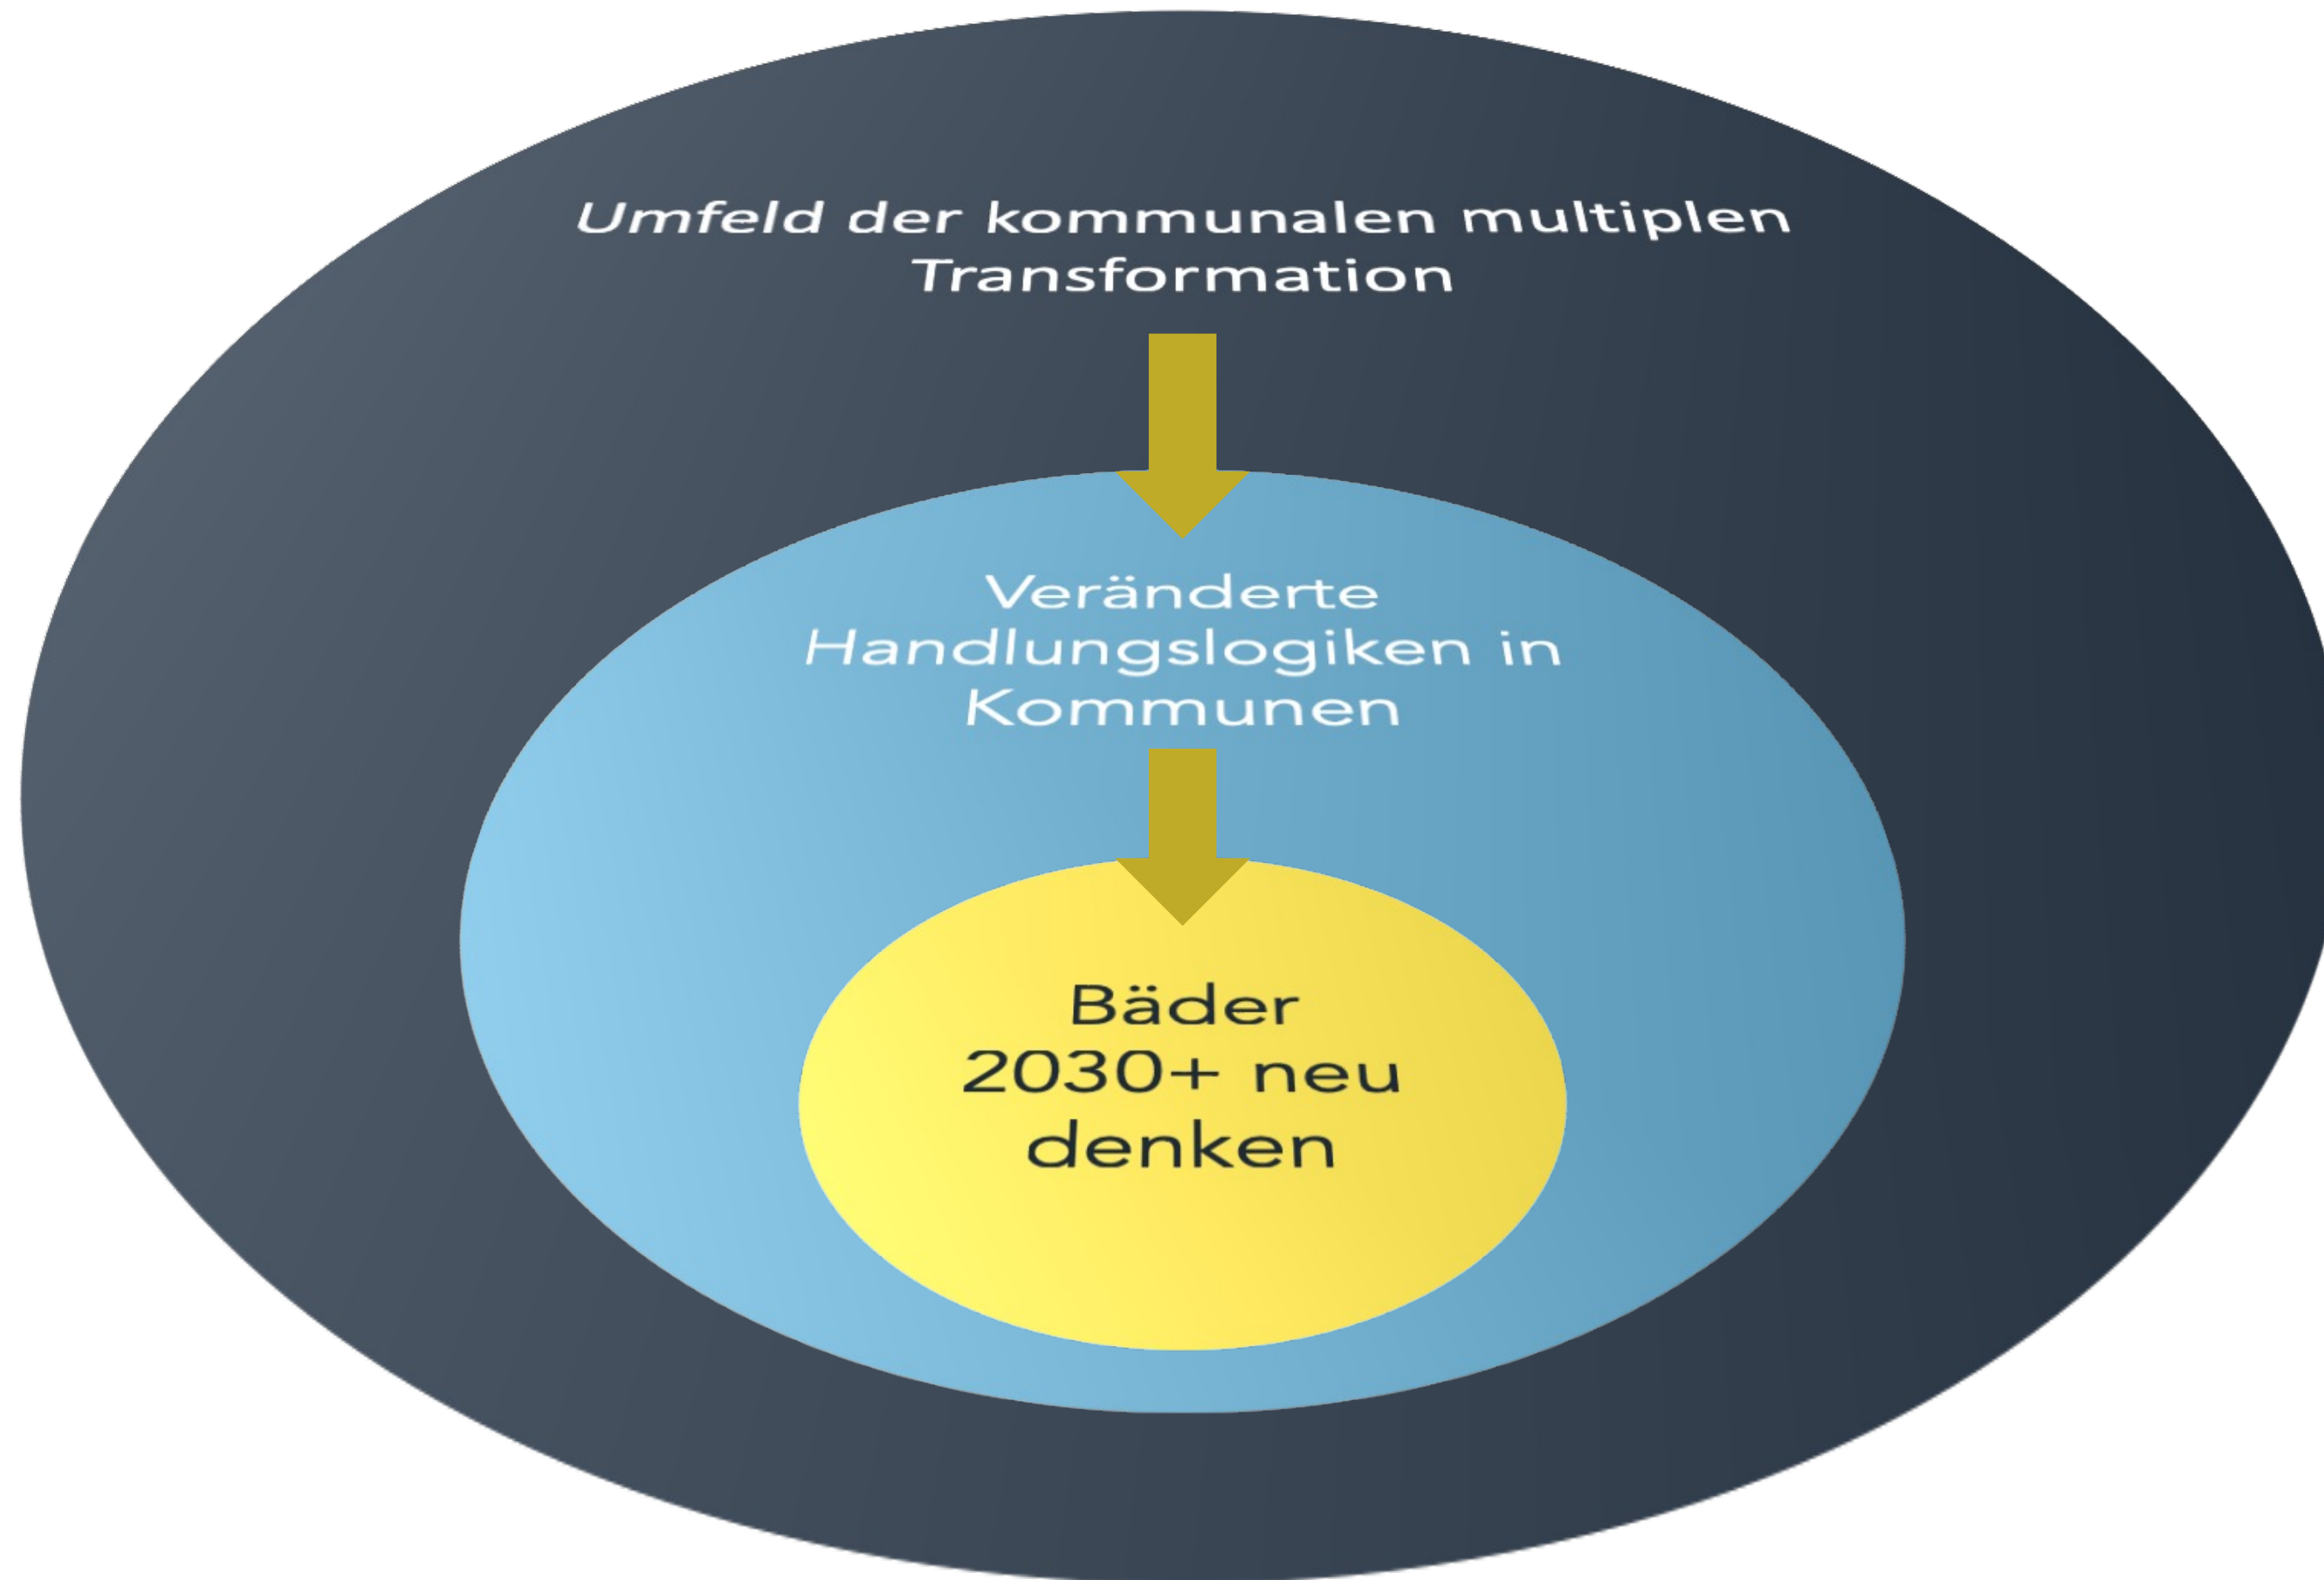 Umfeld der kommunalen multiplen
Transformation
Veränderte
Handlungslogiken in
Kommunen
Bäder
2030+ neu
denken